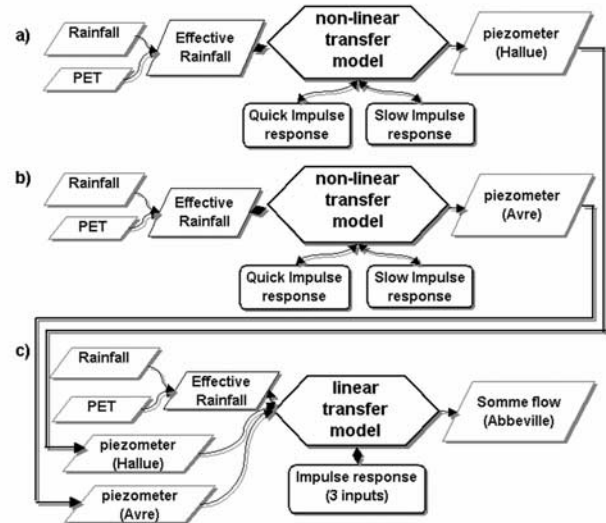 a)
Rainfall
PET
Effective
Rainfall
non-linear
transfer
model
piezometer
(Hallue)
Quick Impulse
response
Slow Impulse
response
b)
Rainfall
PET
Effective
Rainfall
non-linear
transfer
model
piezometer
(Avre)
Quick Impulse
response
Slow Impulse
response
c)
Rainfall
PET
Effective
Rainfall
piezometer
(Hallue)
piezometer
(Avre)
linear
transfer
model
Somme flow
(Abbeville)
Impulse response
(3 inputs)